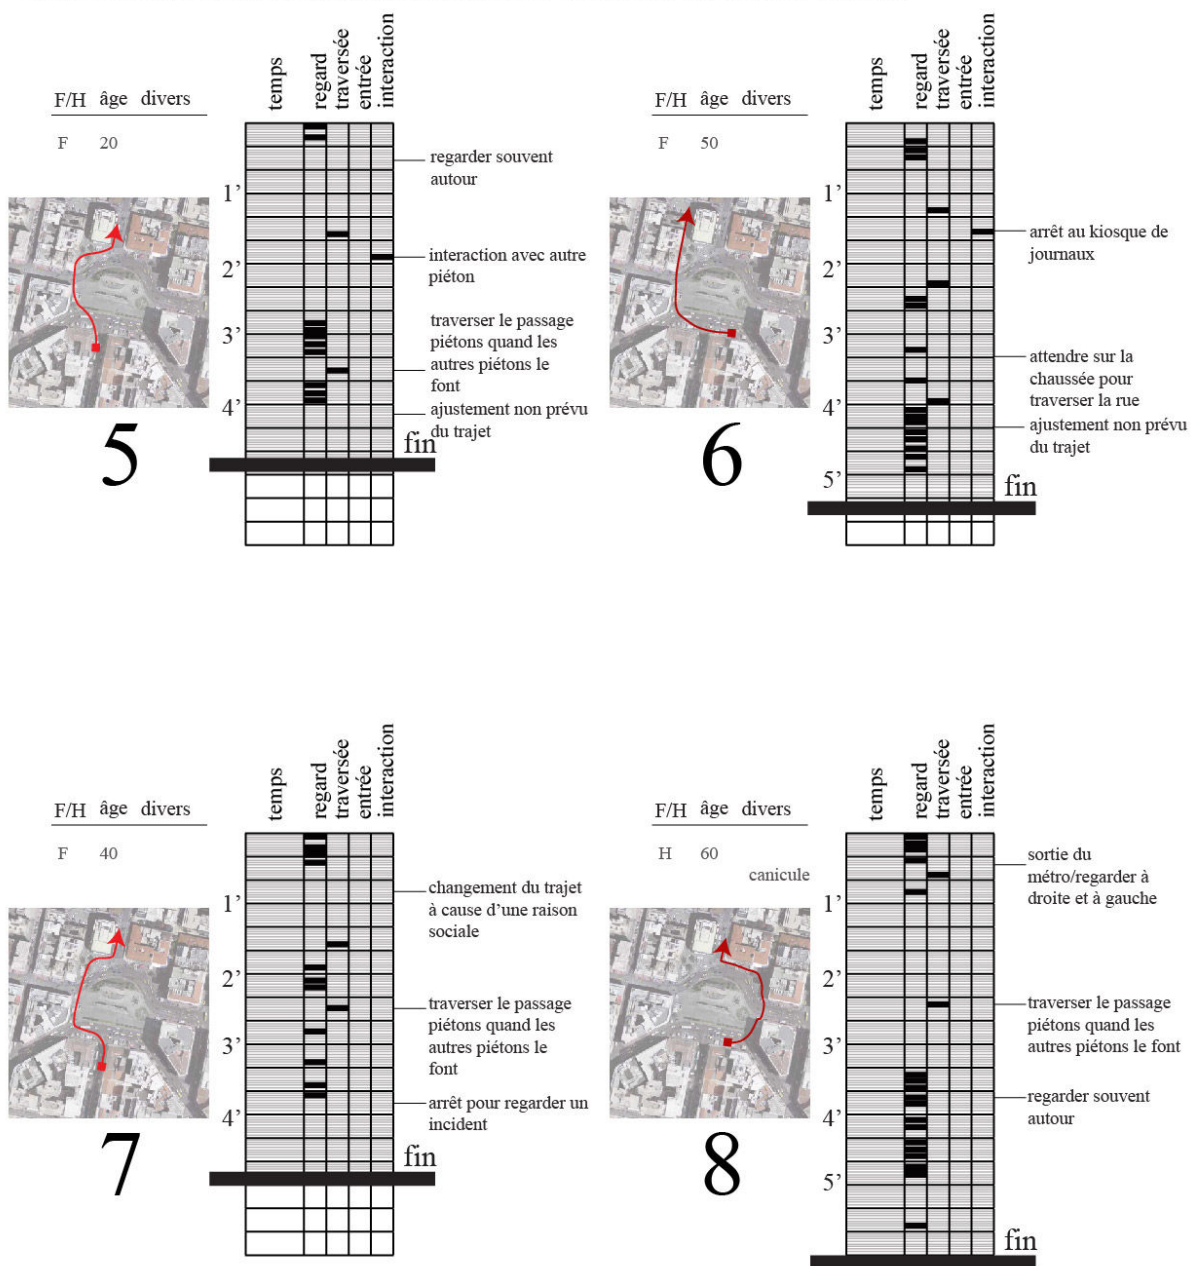 temps
regard
traversée
entrée
interaction
F/H âge divers
F 20
regarder souvent
autour
1’
interaction avec autre
piéton
2’
traverser le passage
piétons quand les
autres piétons le
font
3’
ajustement non prévu
du trajet
4’
fin
5
temps
regard
traversée
entrée
interaction
F/H âge divers
F 50
1’
arrêt au kiosque de
journaux
2’
3’
attendre sur la
chaussée pour
traverser la rue
4’
ajustement non prévu
du trajet
5’
fin
6
temps
regard
traversée
entrée
interaction
F/H âge divers
F 40
changement du trajet
à cause d’une raison
sociale
1’
2’
traverser le passage
piétons quand les
autres piétons le
font
3’
arrêt pour regarder un
incident
4’
fin
7
temps
regard
traversée
entrée
interaction
F/H âge divers
H 60
canicule
sortie du
métro/regarder à
droite et à gauche
1’
2’
traverser le passage
piétons quand les
autres piétons le font
3’
regarder souvent
autour
4’
5’
fin
8